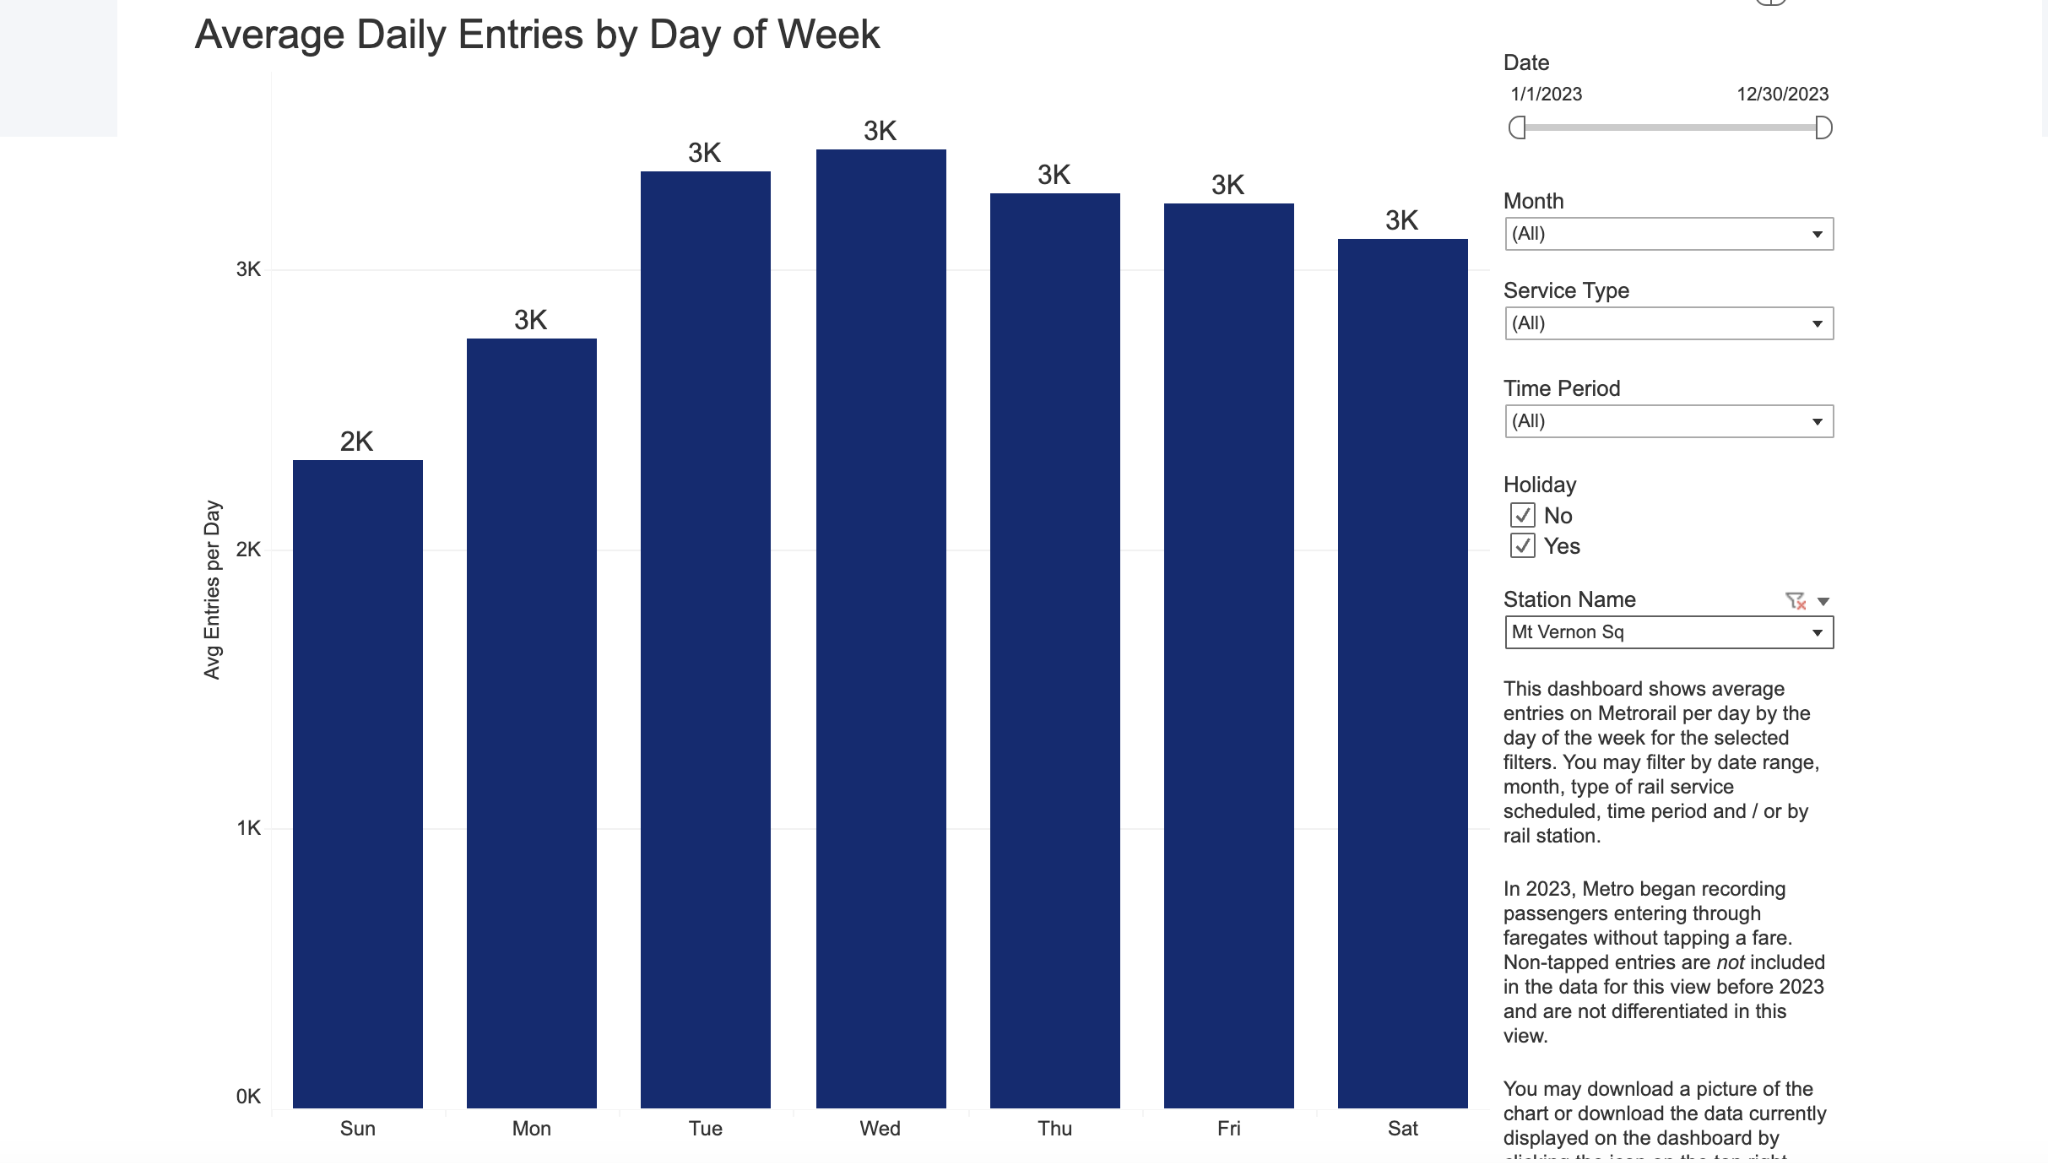 Average Daily Entries by Day of Week
3K
3K
3K
3K
3K
3K
2K
3K
2K
1K
0K
Avg Entries per Day
Sun Mon Tue Wed Thu Fri Sat
Date
1/1/2023 12/30/2023
Month
(All)
Service Type
(All)
Time Period
(All)
Holiday
No
Yes
Station Name
Mt Vernon Sq
This dashboard shows average
entries on Metrorail per day by the
day of the week for the selected
filters. You may filter by date range,
month, type of rail service
scheduled, time period and / or by
rail station.
In 2023, Metro began recording
passengers entering through
faregates without tapping a fare.
Non-tapped entries are not included
in the data for this view before 2023
and are not differentiated in this
view.
You may download a picture of the
chart or download the data currently
displayed on the dashboard by